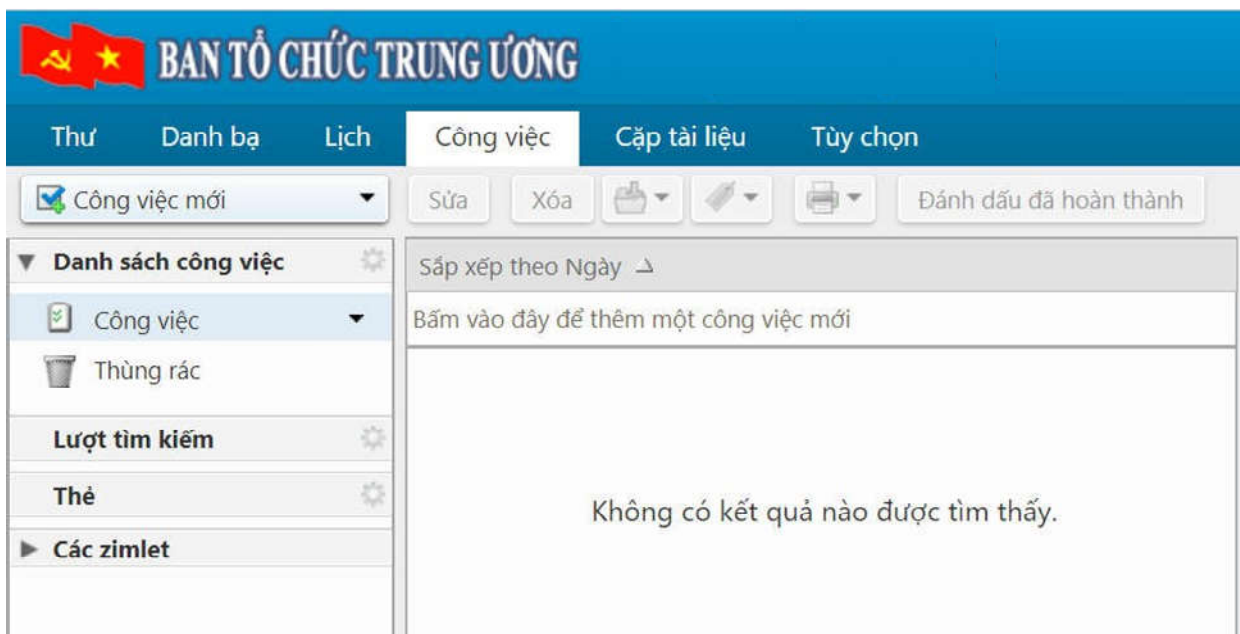 BAN TỔ CHỨC TRUNG ƯƠNG
Thư Danh bạ Lịch Công việc Cặp tài liệu Tùy chọn
Công việc mới Sửa Xóa Đánh dấu đã hoàn thành
Danh sách công việc
Sắp xếp theo Ngày
Công việc
Bấm vào đây để thêm một công việc mới
Thùng rác
Lượt tìm kiếm
Thẻ
Không có kết quả nào được tìm thấy.
Các zimlet